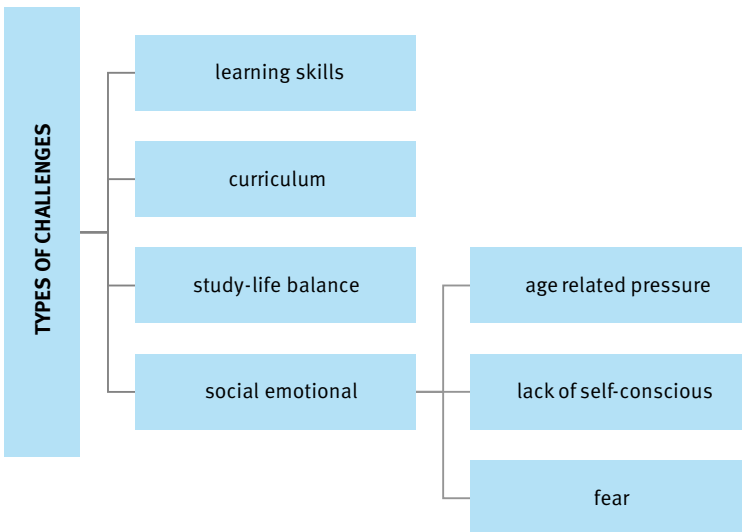 TYPES OF CHALLENGES
learning skills
curriculum
study-life balance
social emotional
age related pressure
lack of self-conscious
fear